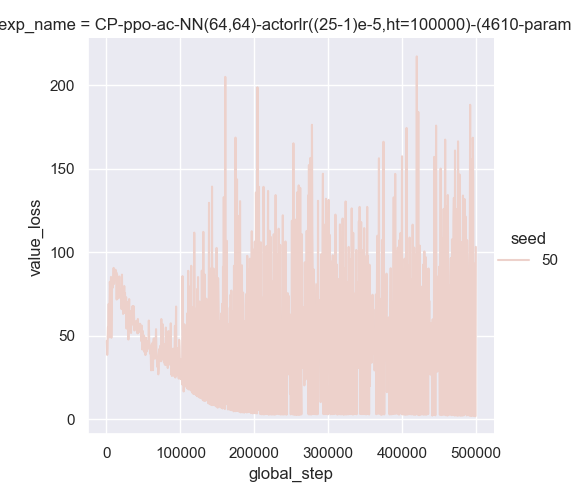 exp_name = CP-ppo-ac-NN(64,64)-actorlr((25-1)e-5,ht=100000)-(4610-param
200
150
100
50
0
value_loss
0 100000 200000 300000 400000 500000
global_step
seed
50